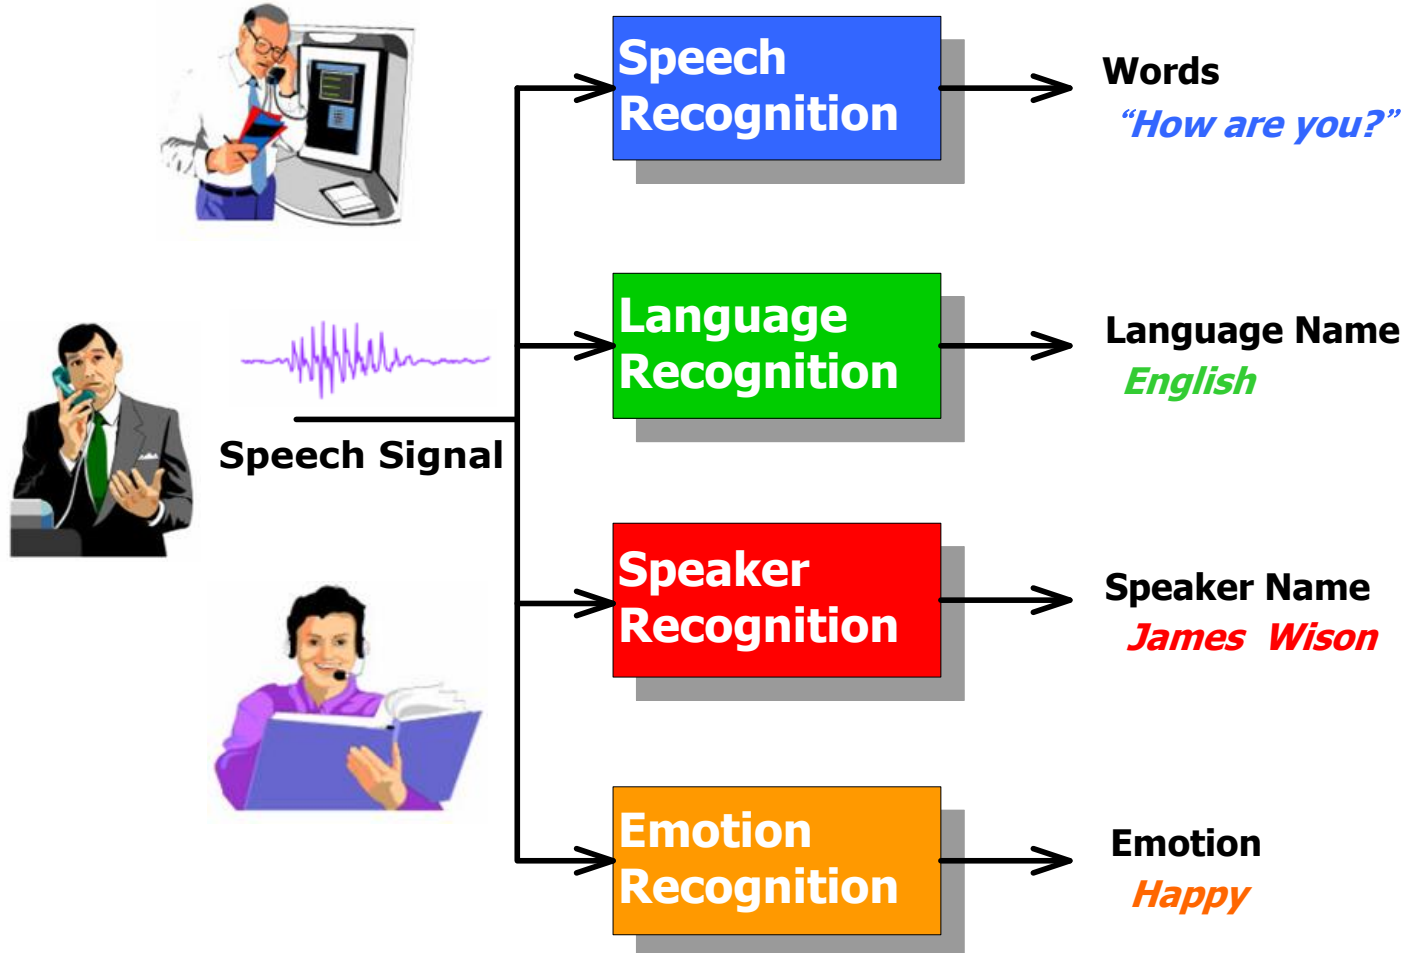 Speech
Recognition
Words
“How are you?”
Language
Recognition
Language Name
English
Speech Signal
Speaker
Recognition
Speaker Name
James Wison
Emotion
Recognition
Emotion
Happy